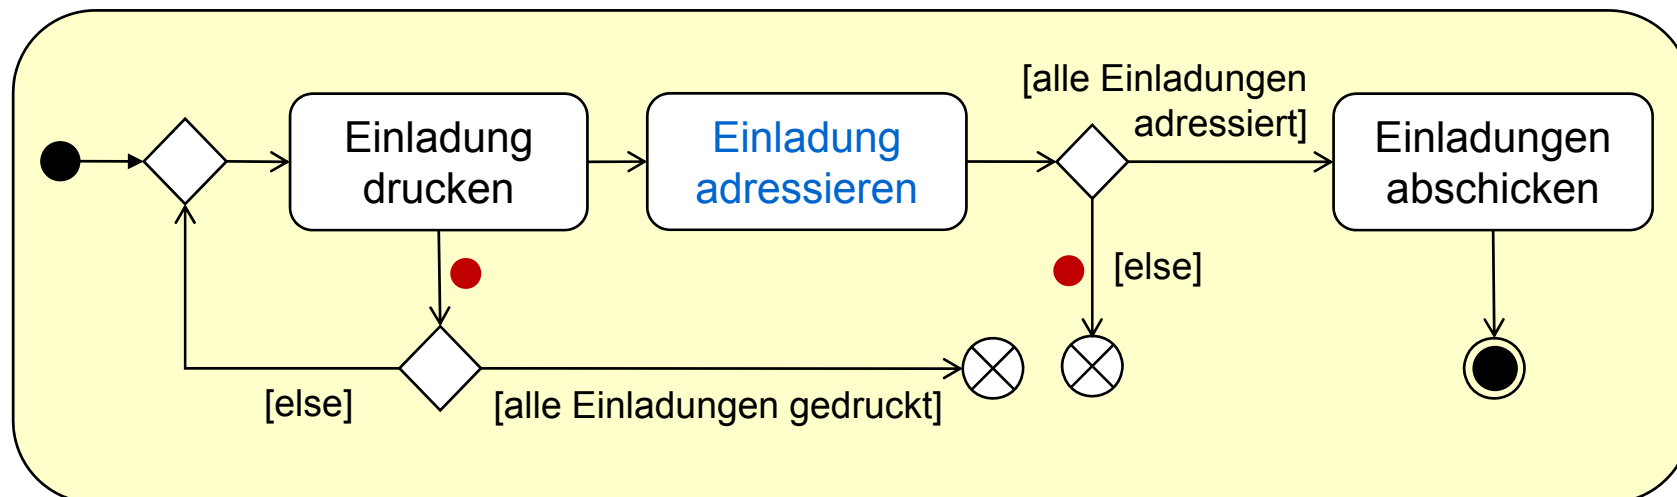 [alle Einladungen
adressiert]
Einladung
drucken
Einladung
adressieren
Einladungen
abschicken
[else]
[else]
[alle Einladungen gedruckt]